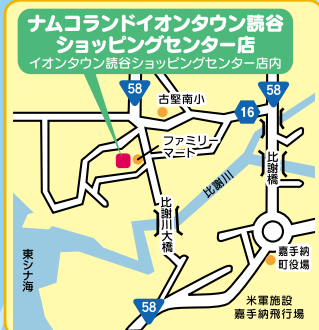 ナムコランドイオンタウン読谷
ショッピングセンター店
イオンタウン読谷ショッピングセンター店内
58
古堅南小
58
16
ファミリー
マート
比謝橋
比謝川
比謝川大橋
東シナ海
嘉手納
町役場
58
米軍施設
嘉手納飛行場